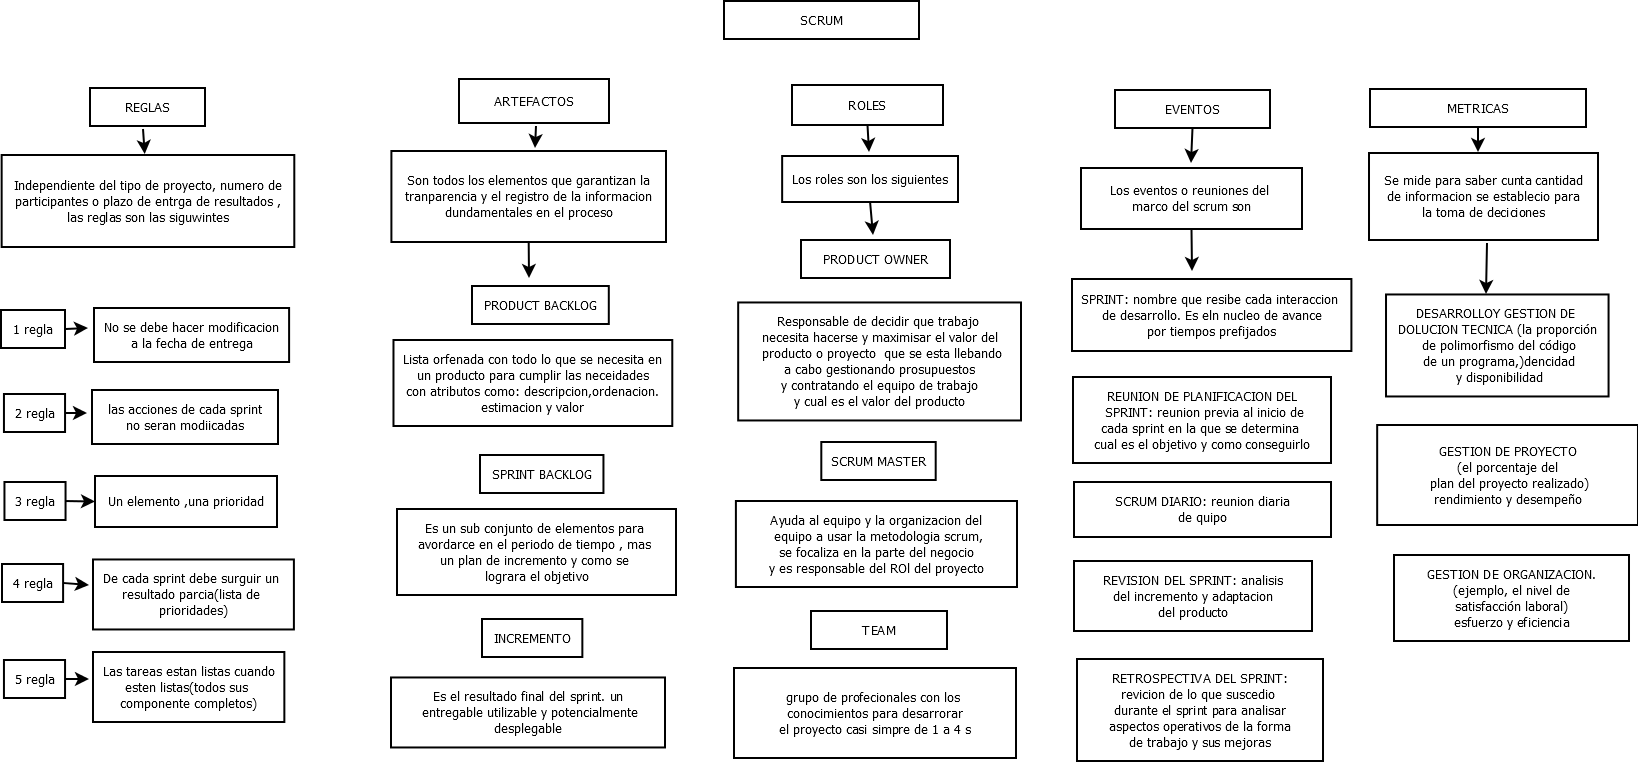 SCRUM
REGLAS
Independiente del tipo de proyecto, numero de
participantes o plazo de entrga de resultados ,
las reglas son las siguwintes
1 regla
No se debe hacer modificacion
a la fecha de entrega
2 regla
las acciones de cada sprint
no seran modiicadas
3 regla
Un elemento ,una prioridad
4 regla
De cada sprint debe surguir un
resultado parcia(lista de
prioridades)
5 regla
Las tareas estan listas cuando
esten listas(todos sus
componente completos)
ARTEFACTOS
Son todos los elementos que garantizan la
tranparencia y el registro de la informacion
dundamentales en el proceso
PRODUCT BACKLOG
Lista orfenada con todo lo que se necesita en
un producto para cumplir las neceidades
con atributos como: descripcion,ordenacion.
estimacion y valor
SPRINT BACKLOG
Es un sub conjunto de elementos para
avordarce en el periodo de tiempo , mas
un plan de incremento y como se
lograra el objetivo
INCREMENTO
Es el resultado final del sprint. un
entregable utilizable y potencialmente
desplegable
ROLES
Los roles son los siguientes
PRODUCT OWNER
Responsable de decidir que trabajo
necesita hacerse y maximisar el valor del
producto o proyecto que se esta llebando
a cabo gestionando prosupuestos
y contratando el equipo de trabajo
y cual es el valor del producto
SCRUM MASTER
Ayuda al equipo y la organizacion del
equipo a usar la metodologia scrum,
se focaliza en la parte del negocio
y es responsable del ROI del proyecto
TEAM
grupo de profecionales con los
conocimientos para desarrorar
el proyecto casi simpre de 1 a 4 s
EVENTOS
Los eventos o reuniones del
marco del scrum son
SPRINT: nombre que resibe cada interaccion
de desarrollo. Es eln nucleo de avance
por tiempos prefijados
REUNION DE PLANIFICACION DEL
SPRINT: reunion previa al inicio de
cada sprint en la que se determina
cual es el objetivo y como conseguirlo
SCRUM DIARIO: reunion diaria
de quipo
REVISION DEL SPRINT: analisis
del incremento y adaptacion
del producto
RETROSPECTIVA DEL SPRINT:
revicion de lo que suscedio
durante el sprint para analisar
aspectos operativos de la forma
de trabajo y sus mejoras
METRICAS
Se mide para saber cunta cantidad
de informacion se establecio para
la toma de deciciones
DESARROLLOY GESTION DE
DOLUCION TECNICA (la proporción
de polimorfismo del código
de un programa,)dencidad
y disponibilidad
GESTION DE PROYECTO
(el porcentaje del
plan del proyecto realizado)
rendimiento y desempeño
GESTION DE ORGANIZACION.
(ejemplo, el nivel de
satisfacción laboral)
esfuerzo y eficiencia